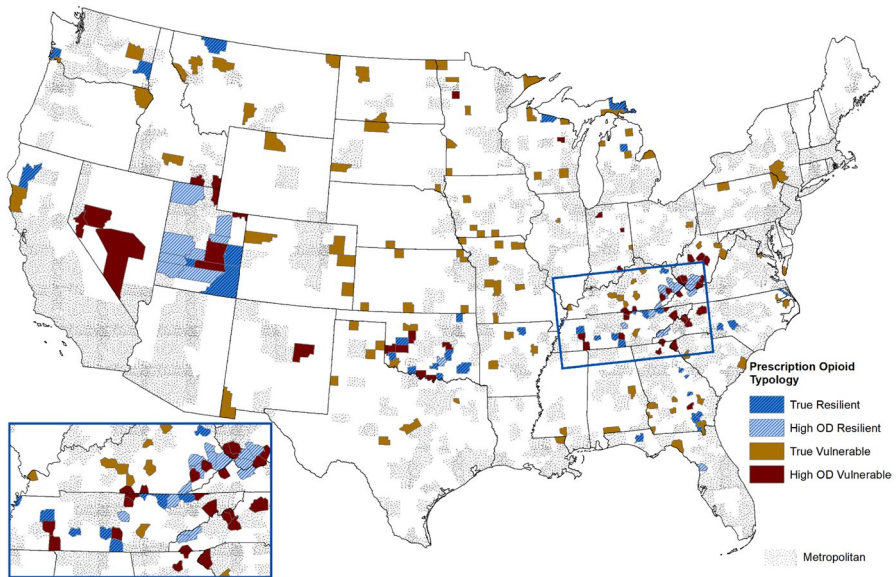 Prescription Opioid
Typology
True Resilient
High OD Resilient
True Vulnerable
High OD Vulnerable
Metropolitan